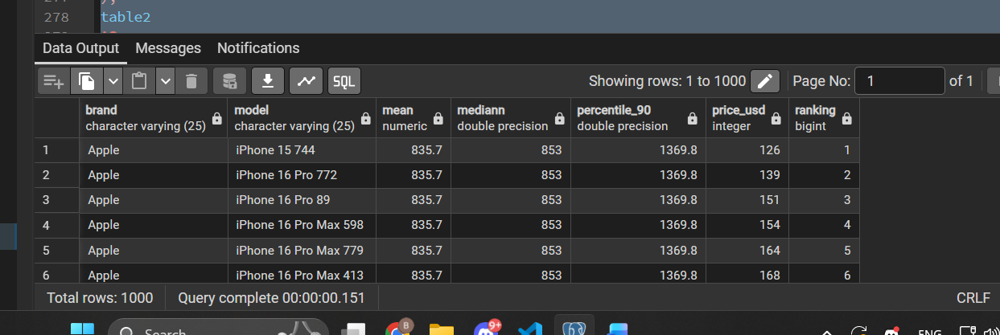 278 table2
Data Output Messages Notifications
SQL Showing rows: 1 to 1000 Page No: 1 of 1
brand model mean mediann percentile_90 price_usd ranking
character varying (25) character varying (25) numeric double precision double precision integer bigint
1 Apple iPhone 15 744 835.7 853 1369.8 126 1
2 Apple iPhone 16 Pro 772 835.7 853 1369.8 139 2
3 Apple iPhone 16 Pro 89 835.7 853 1369.8 151 3
4 Apple iPhone 16 Pro Max 598 835.7 853 1369.8 154 4
5 Apple iPhone 16 Pro Max 779 835.7 853 1369.8 164 5
6 Apple iPhone 16 Pro Max 413 835.7 853 1369.8 168 6
Total rows: 1000 Query complete 00:00:00.151 CRLF
Search B 9+ ENG